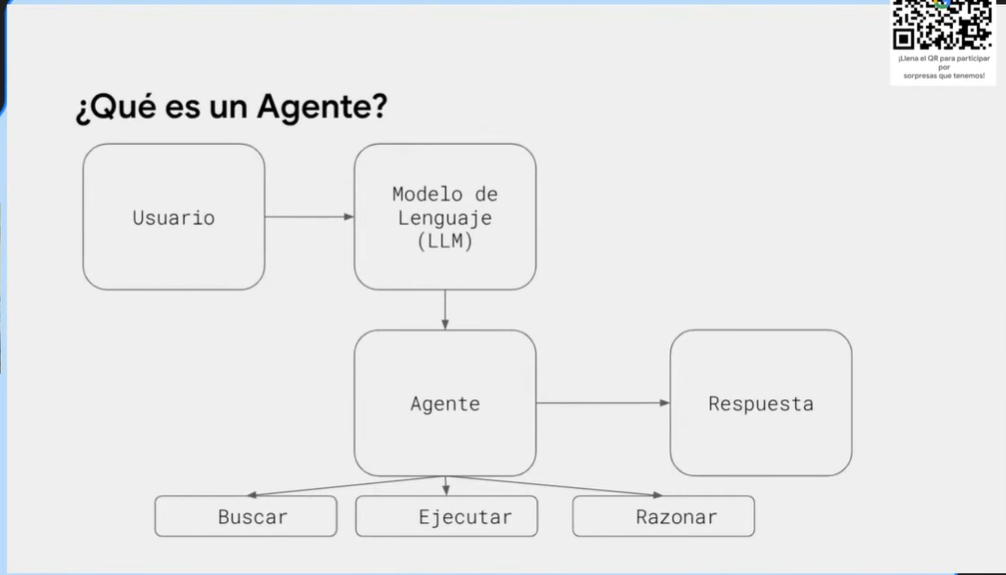 ¡Llena el QR para participar
por
sorpresas que tenemos!
¿Qué es un Agente?
Usuario
Modelo de
Lenguaje
(LLM)
Agente
Respuesta
Buscar
Ejecutar
Razonar